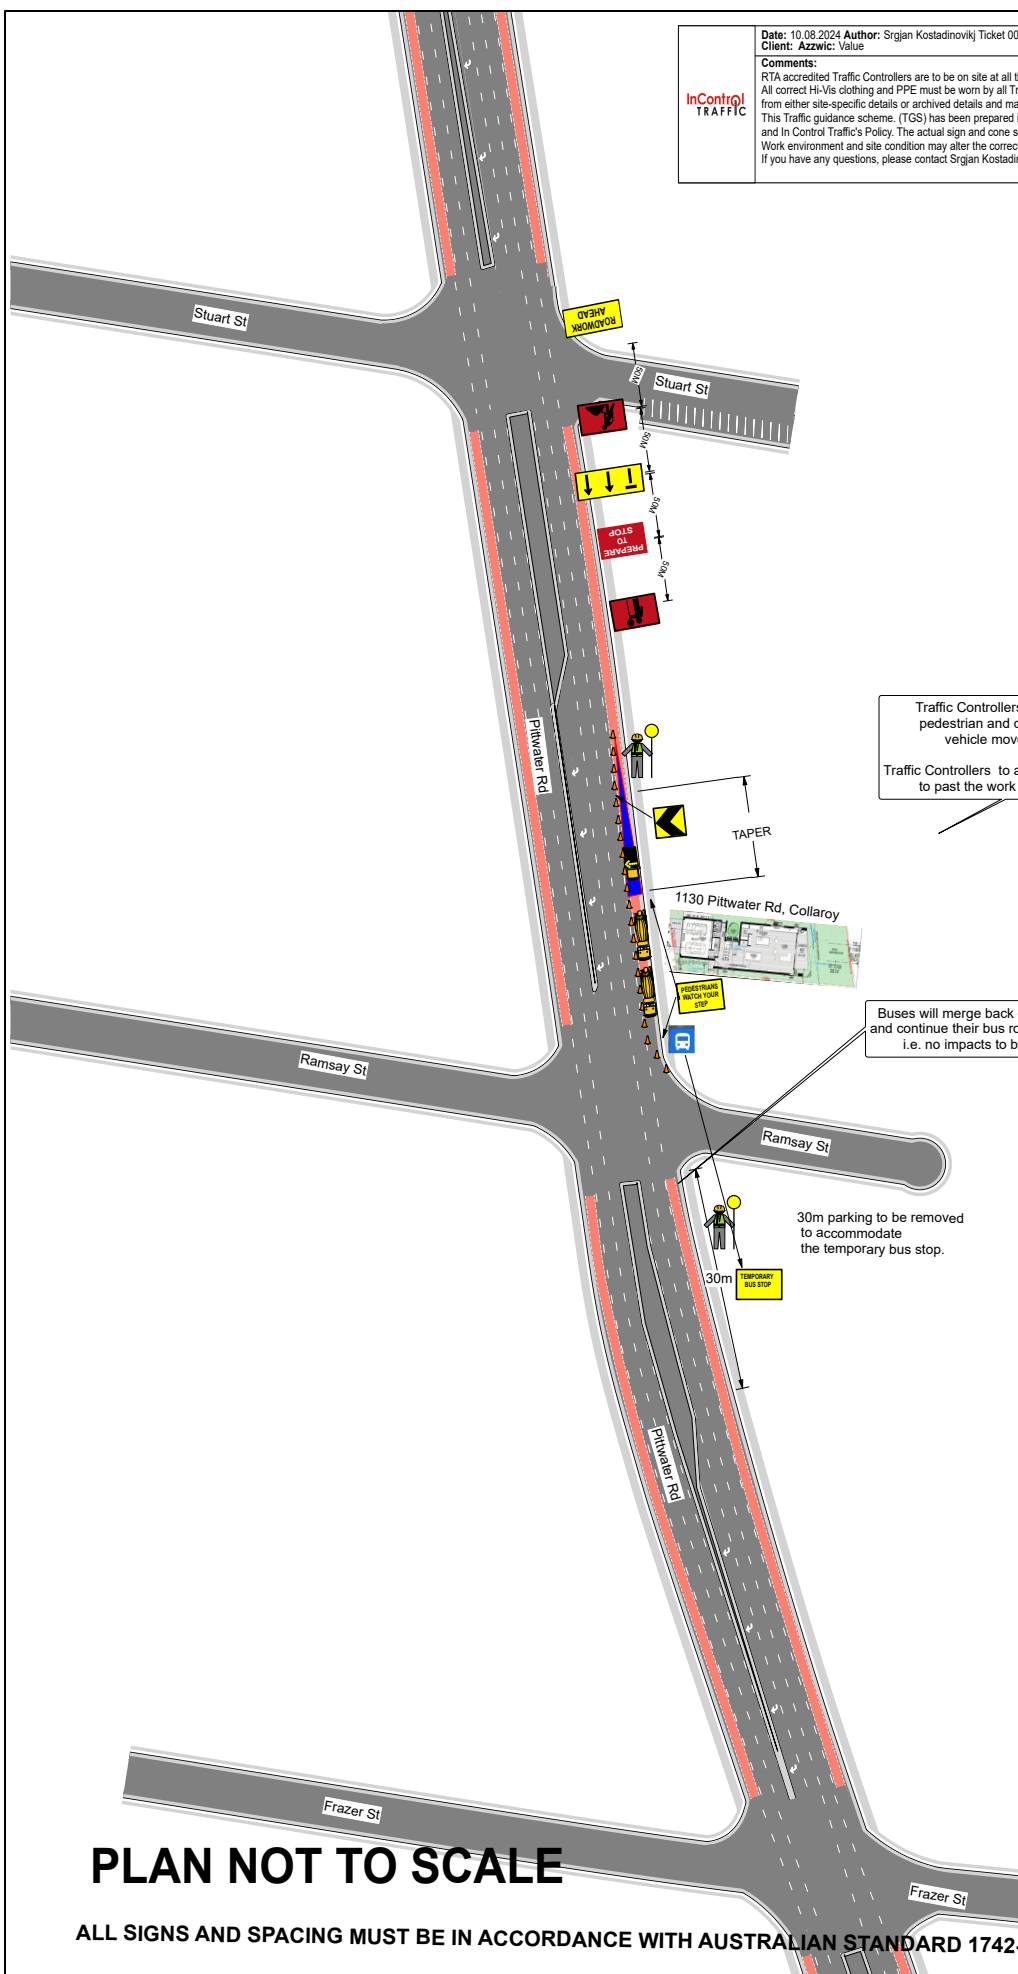 Date: 10.08.2024 Author: Srgjan Kostadinovikj Ticket 00
Client: Azzwic: Value
Comments:
RTA accredited Traffic Controllers are to be on site at all ti
All correct Hi-Vis clothing and PPE must be worn by all Tr
from either site-specific details or archived details and ma
This Traffic guidance scheme. (TGS) has been prepared i
and In Control Traffic's Policy. The actual sign and cone s
Work environment and site condition may alter the correc
If you have any questions, please contact Srgjan Kostadin
InControl
TRAFFIC
Stuart St
ROADWORK
AHEAD
50M
Stuart St
50M
50M
PREPARE
TO
STOP
50M
Pittwater Rd
Traffic Controllers
pedestrian and c
vehicle move
Traffic Controllers to a
to past the work
TAPER
1130 Pittwater Rd, Collaroy
PEDESTRIANS
WATCH YOUR
STEP
Buses will merge back
and continue their bus ro
i.e. no impacts to b
Ramsay St
Ramsay St
30m parking to be removed
to accommodate
the temporary bus stop.
30m
TEMPORARY
BUS STOP
Pittwater Rd
Frazer St
PLAN NOT TO SCALE
Frazer St
ALL SIGNS AND SPACING MUST BE IN ACCORDANCE WITH AUSTRALIAN STANDARD 1742-